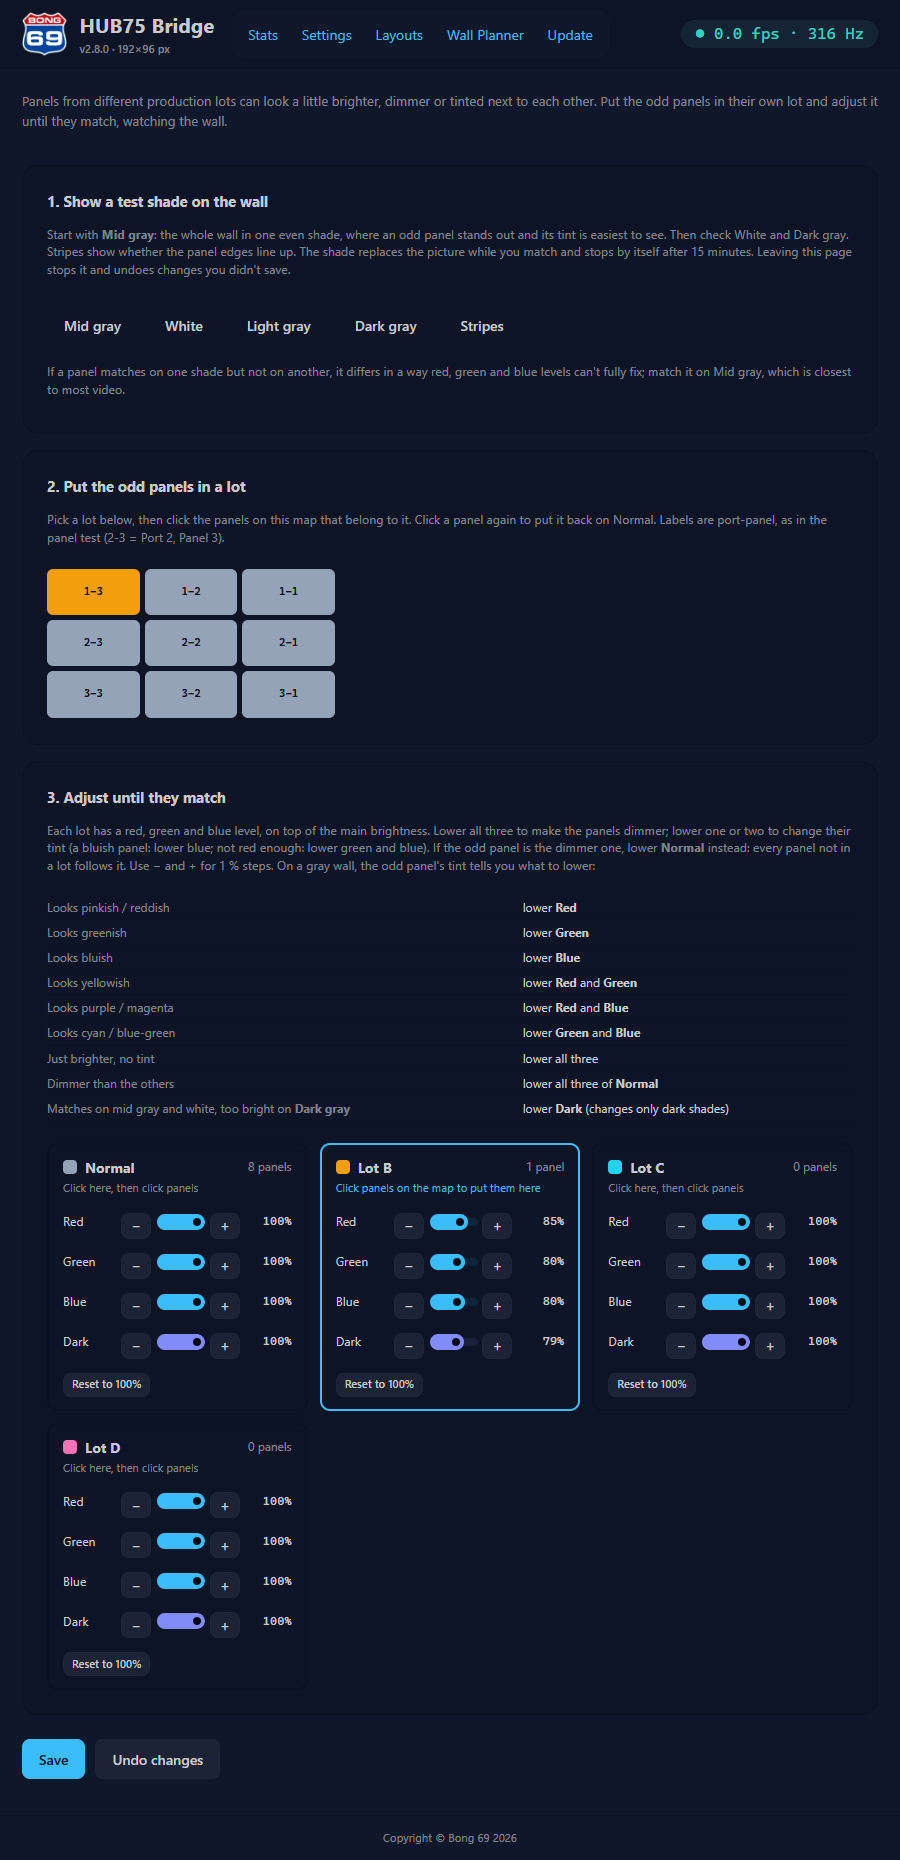 BONG
69
HUB75 Bridge
v2.8.0 · 192×96 px
Stats
Settings
Layouts
Wall Planner
Update
0.0 fps · 316 Hz
Panels from different production lots can look a little brighter, dimmer or tinted next to each other. Put the odd panels in their own lot and adjust it
until they match, watching the wall.
1. Show a test shade on the wall
Start with Mid gray: the whole wall in one even shade, where an odd panel stands out and its tint is easiest to see. Then check White and Dark gray.
Stripes show whether the panel edges line up. The shade replaces the picture while you match and stops by itself after 15 minutes. Leaving this page
stops it and undoes changes you didn't save.
Mid gray
White
Light gray
Dark gray
Stripes
If a panel matches on one shade but not on another, it differs in a way red, green and blue levels can't fully fix; match it on Mid gray, which is closest
to most video.
2. Put the odd panels in a lot
Pick a lot below, then click the panels on this map that belong to it. Click a panel again to put it back on Normal. Labels are port-panel, as in the
panel test (2-3 = Port 2, Panel 3).
1-3
1-2
1-1
2-3
2-2
2-1
3-3
3-2
3-1
3. Adjust until they match
Each lot has a red, green and blue level, on top of the main brightness. Lower all three to make the panels dimmer; lower one or two to change their
tint (a bluish panel: lower blue; not red enough: lower green and blue). If the odd panel is the dimmer one, lower Normal instead: every panel not in
a lot follows it. Use − and + for 1 % steps. On a gray wall, the odd panel's tint tells you what to lower:
Looks pinkish / reddish
lower Red
Looks greenish
lower Green
Looks bluish
lower Blue
Looks yellowish
lower Red and Green
Looks purple / magenta
lower Red and Blue
Looks cyan / blue-green
lower Green and Blue
Just brighter, no tint
lower all three
Dimmer than the others
lower all three of Normal
Matches on mid gray and white, too bright on Dark gray
lower Dark (changes only dark shades)
Normal
8 panels
Click here, then click panels
Red
−
+
100%
Green
−
+
100%
Blue
−
+
100%
Dark
−
+
100%
Reset to 100%
Lot B
1 panel
Click panels on the map to put them here
Red
−
+
85%
Green
−
+
80%
Blue
−
+
80%
Dark
−
+
79%
Reset to 100%
Lot C
0 panels
Click here, then click panels
Red
−
+
100%
Green
−
+
100%
Blue
−
+
100%
Dark
−
+
100%
Reset to 100%
Lot D
0 panels
Click here, then click panels
Red
−
+
100%
Green
−
+
100%
Blue
−
+
100%
Dark
−
+
100%
Reset to 100%
Save
Undo changes
Copyright © Bong 69 2026